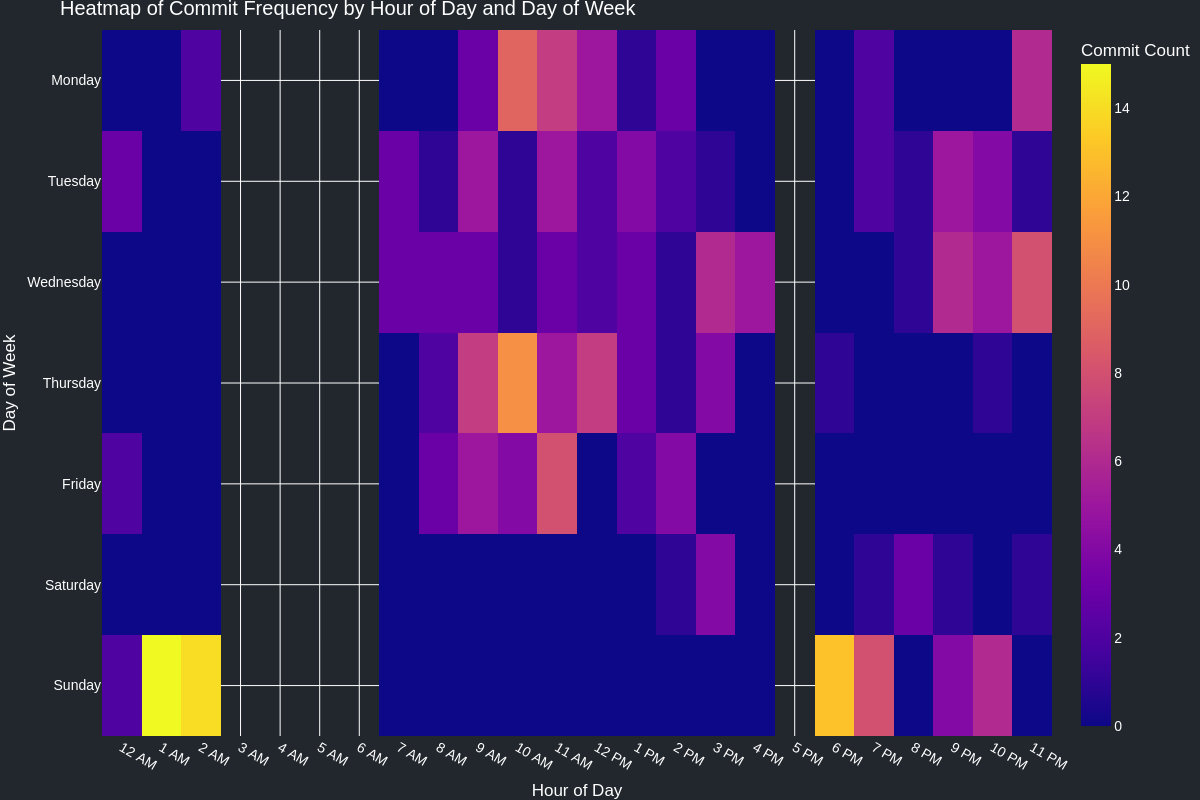 Heatmap of Commit Frequency by Hour of Day and Day of Week
Commit Count
Monday
Tuesday
Wednesday
Thursday
Friday
Saturday
Sunday
Day of Week
12 AM
1 AM
2 AM
3 AM
4 AM
5 AM
6 AM
7 AM
8 AM
9 AM
10 AM
11 AM
12 PM
1 PM
2 PM
3 PM
4 PM
5 PM
6 PM
7 PM
8 PM
9 PM
10 PM
11 PM
Hour of Day
14
12
10
8
6
4
2
0